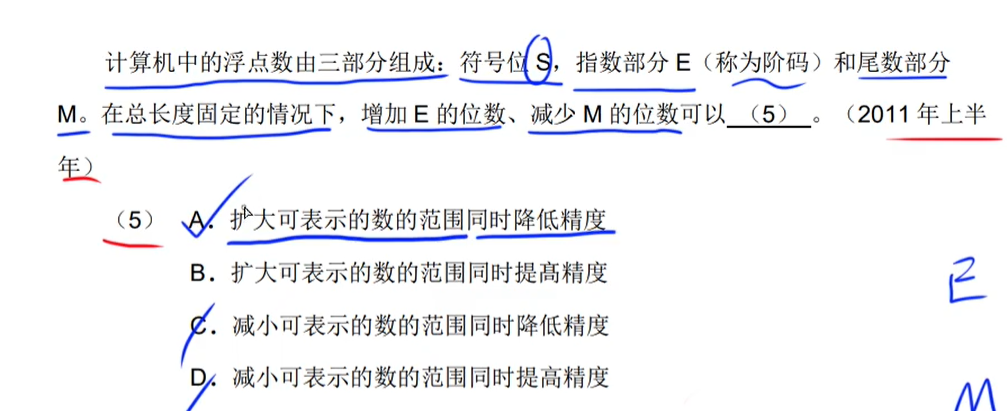 计算机中的浮点数由三部分组成：符号位 S，指数部分 E（称为阶码）和尾数部分
M。在总长度固定的情况下，增加 E 的位数、减少 M 的位数可以 （5） 。（2011 年上半
年）
（5） A．扩大可表示的数的范围同时降低精度
B．扩大可表示的数的范围同时提高精度
C．减小可表示的数的范围同时降低精度
D．减小可表示的数的范围同时提高精度
E
M